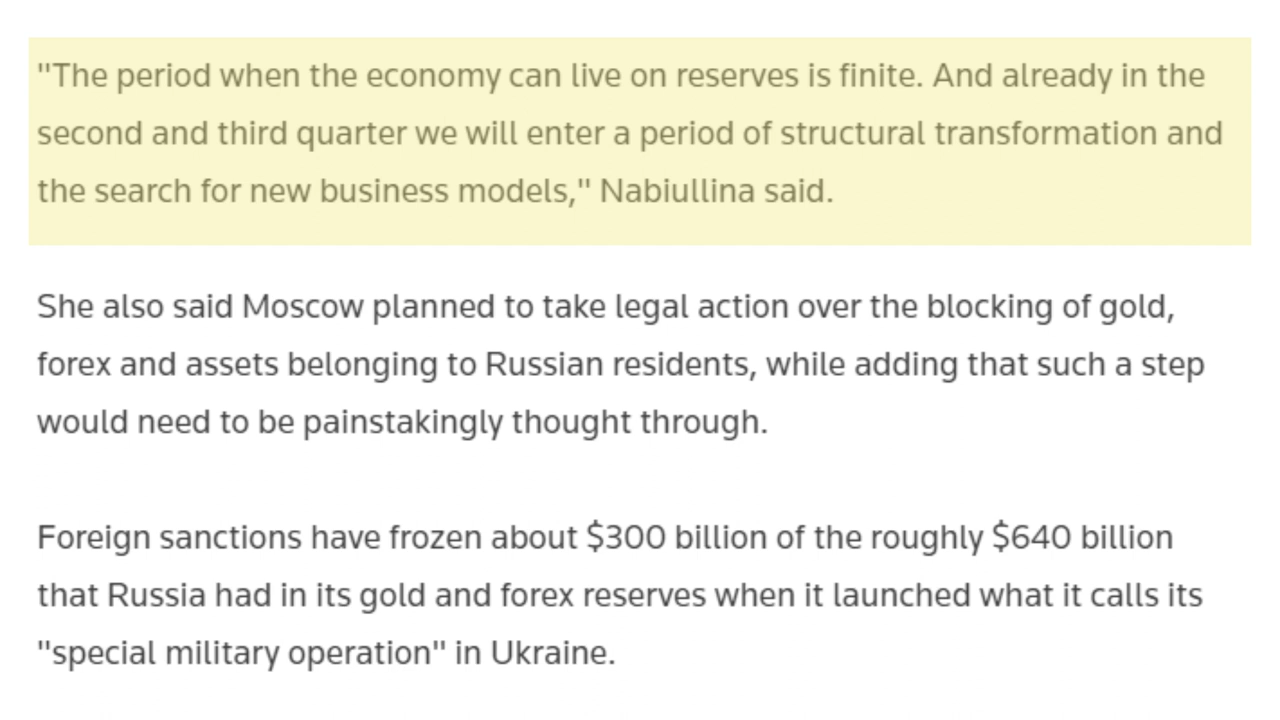 "The period when the economy can live on reserves is finite. And already in the
second and third quarter we will enter a period of structural transformation and
the search for new business models," Nabiullina said.
She also said Moscow planned to take legal action over the blocking of gold,
forex and assets belonging to Russian residents, while adding that such a step
would need to be painstakingly thought through.
Foreign sanctions have frozen about $300 billion of the roughly $640 billion
that Russia had in its gold and forex reserves when it launched what it calls its
"special military operation" in Ukraine.